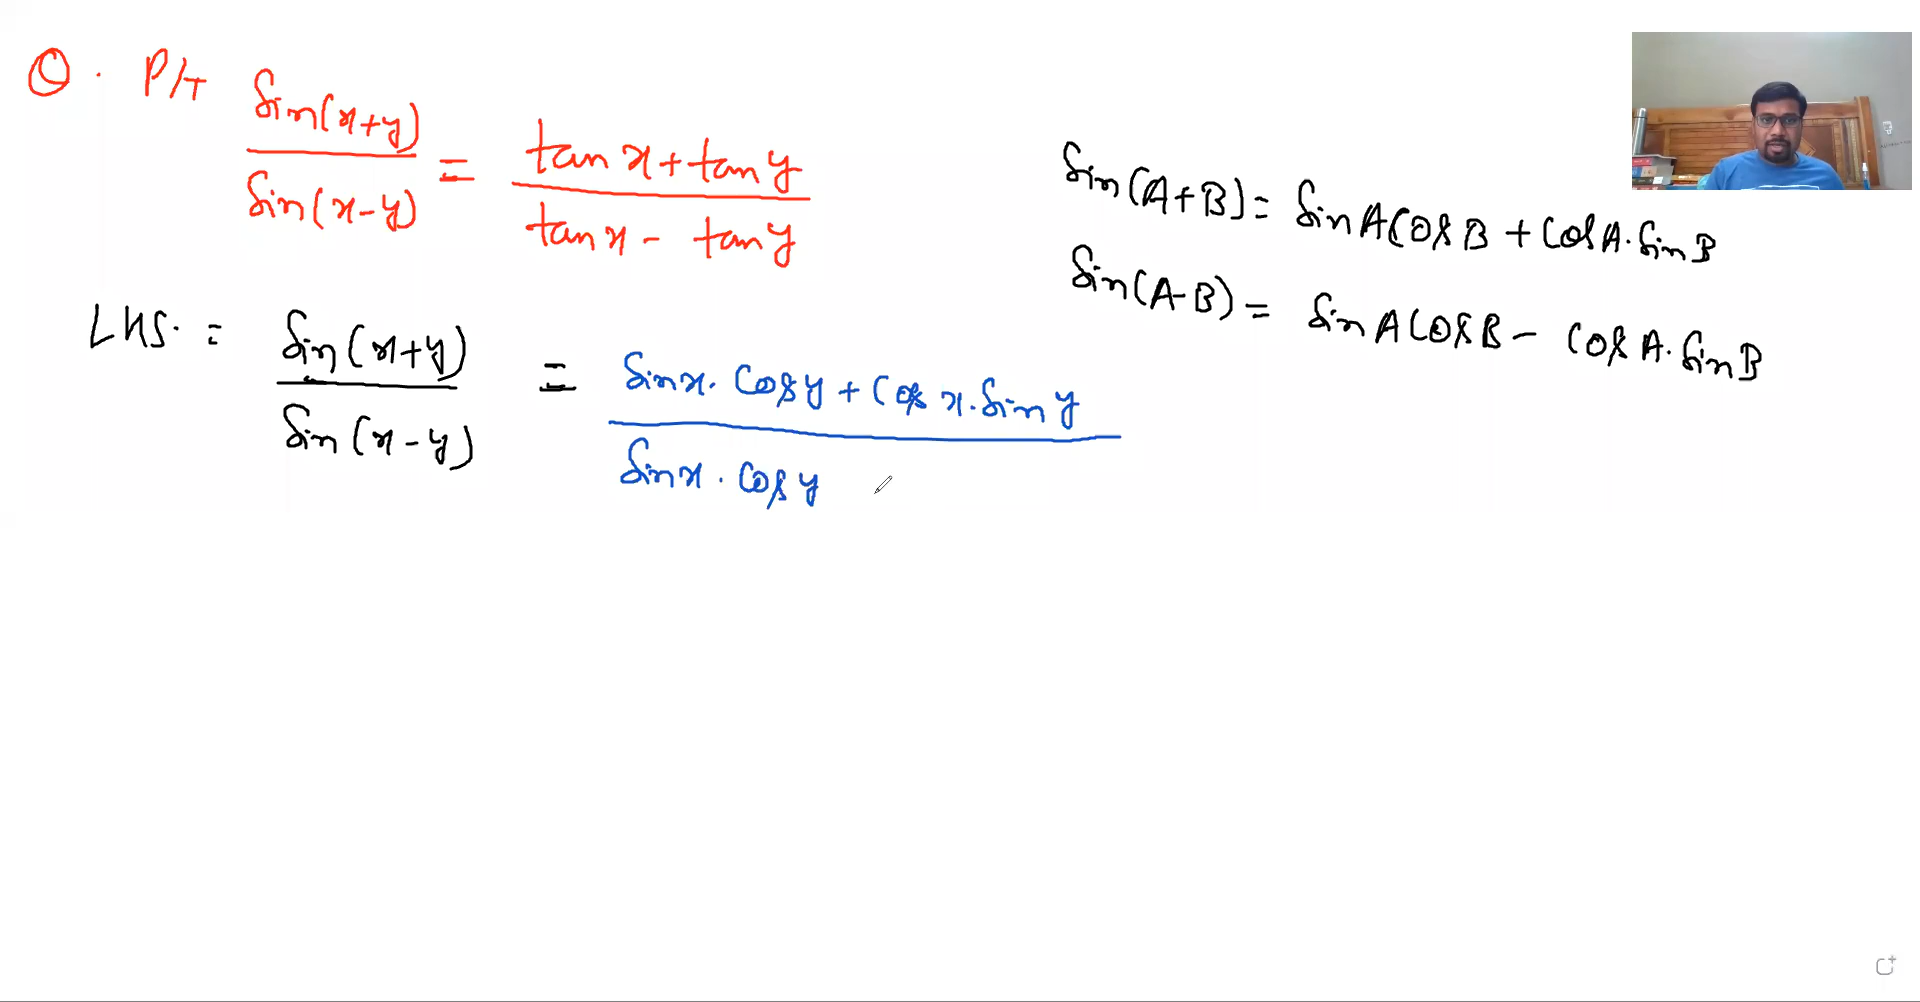 Q. P/T sin(x+y)/sin(x-y) = tan x + tan y/tan x - tan y
sin(A+B) = sin A cos B + cos A. sin B
sin(A-B) = sin A cos B - cos A. sin B
LHS. = sin(x+y)/sin(x-y) = sin x. cos y + cos x. sin y/sin x. cos y